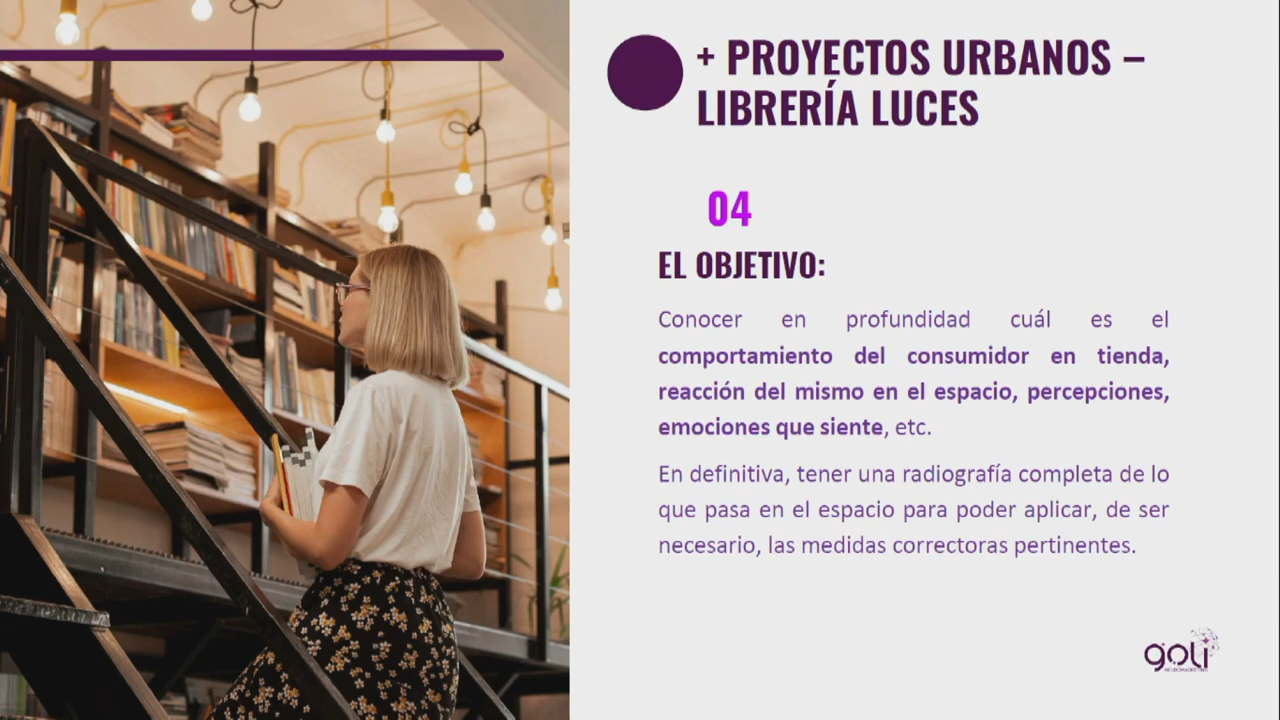 + PROYECTOS URBANOS –
LIBRERÍA LUCES
04
EL OBJETIVO:
Conocer en profundidad cuál es el
comportamiento del consumidor en tienda,
reacción del mismo en el espacio, percepciones,
emociones que siente, etc.
En definitiva, tener una radiografía completa de lo
que pasa en el espacio para poder aplicar, de ser
necesario, las medidas correctoras pertinentes.
goli